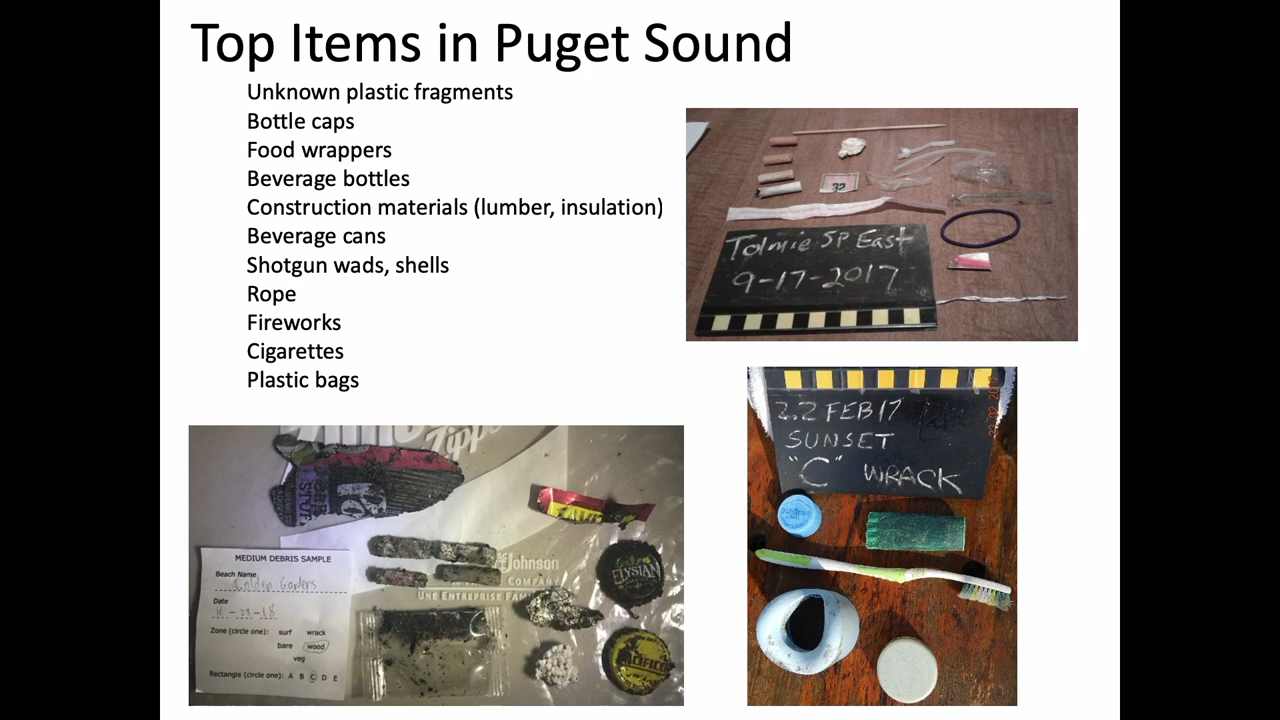 Top Items in Puget Sound
Unknown plastic fragments
Bottle caps
Food wrappers
Beverage bottles
Construction materials (lumber, insulation)
Beverage cans
Shotgun wads, shells
Rope
Fireworks
Cigarettes
Plastic bags
32
Tolmie SP East
9-17-2017
22 FEB 17
SUNSET
"C" WRACK
Johnson
COMPANY
UNE ENTREPRISE FAM
ELYSIAN
MEDIUM DEBRIS SAMPLE
Beach Name
Golden Gardens
Date
Zone (circle one): surf wrack
bare wood
veg
Rectangle (circle one): A B C D E